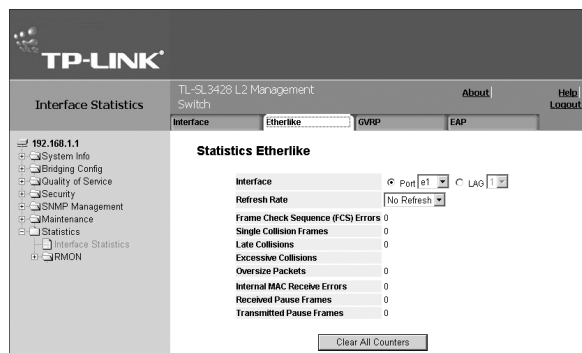 TP-LINK
TL-SL3428 L2 Management
Switch
About
Help
Logout
Interface Statistics
Interface
Etherlike
GVRP
EAP
192.168.1.1
System Info
Bridging Config
Quality of Service
Security
SNMP Management
Maintenance
Statistics
Interface Statistics
RMON
Statistics Etherlike
Interface Port e1 LAG 1
Refresh Rate No Refresh
Frame Check Sequence (FCS) Errors 0
Single Collision Frames 0
Late Collisions 0
Excessive Collisions
Oversize Packets 0
Internal MAC Receive Errors 0
Received Pause Frames 0
Transmitted Pause Frames 0
Clear All Counters